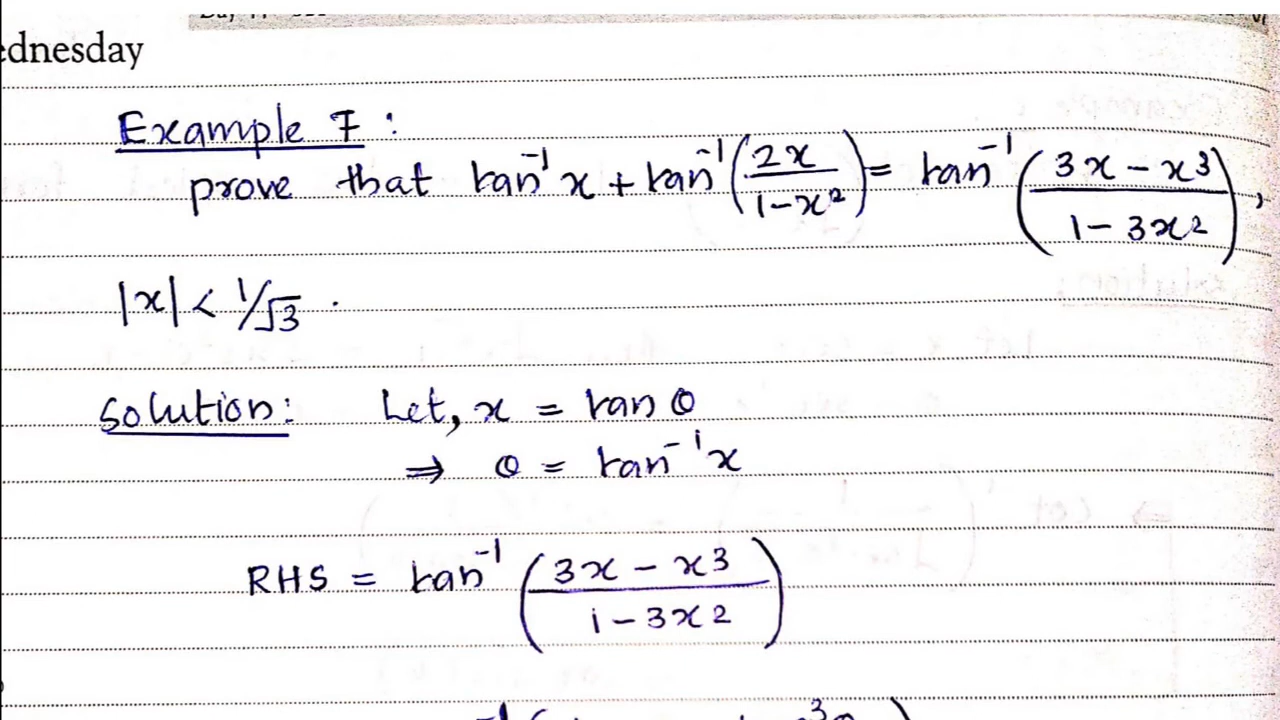 ednesday
Example 7:
prove that tan⁻¹x + tan⁻¹(2x/1-x²) = tan⁻¹(3x-x3/1-3x2),
|x| < 1/√3.
Solution: Let, x = tan θ
⇒ θ = tan⁻¹x
RHS = tan⁻¹(3x-x3/1-3x2)